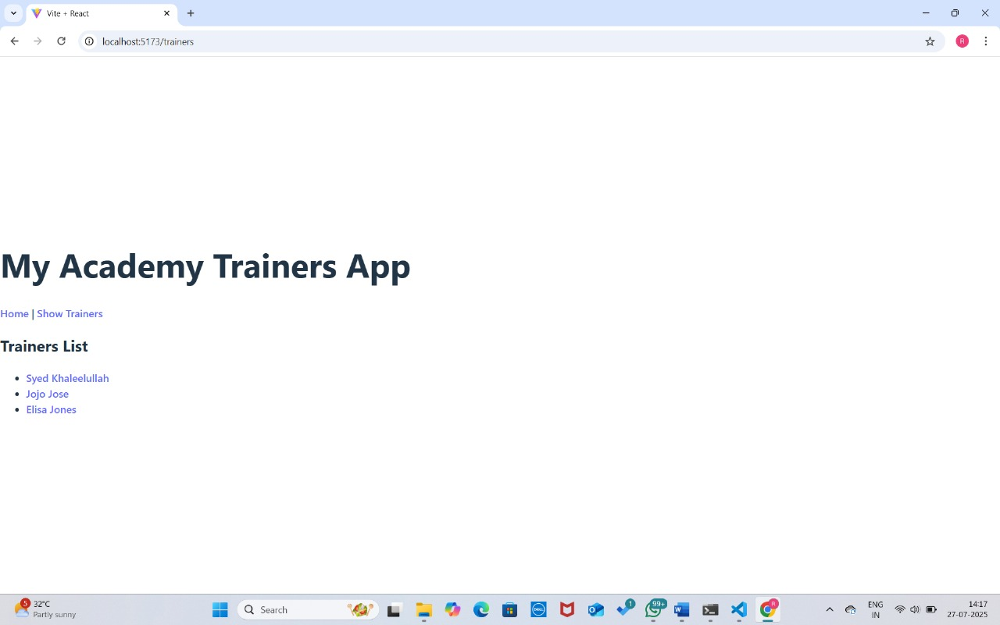 Vite + React
localhost:5173/trainers
R
My Academy Trainers App
Home | Show Trainers
Trainers List
Syed Khaleelullah
Jojo Jose
Elisa Jones
5
32°C
Partly sunny
Search
DELL
1
99+
W
R
ENG
IN
14:17
27-07-2025